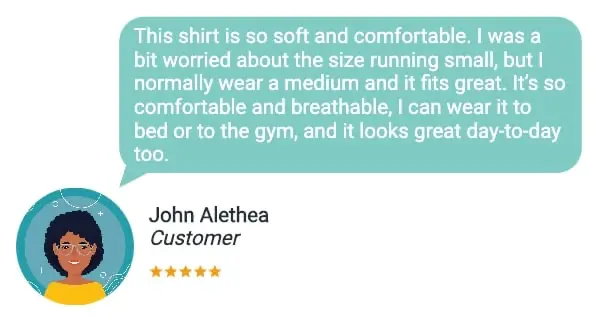 This shirt is so soft and comfortable. I was a
bit worried about the size running small, but I
normally wear a medium and it fits great. It’s so
comfortable and breathable, I can wear it to
bed or to the gym, and it looks great day-to-day
too.
John Alethea
Customer